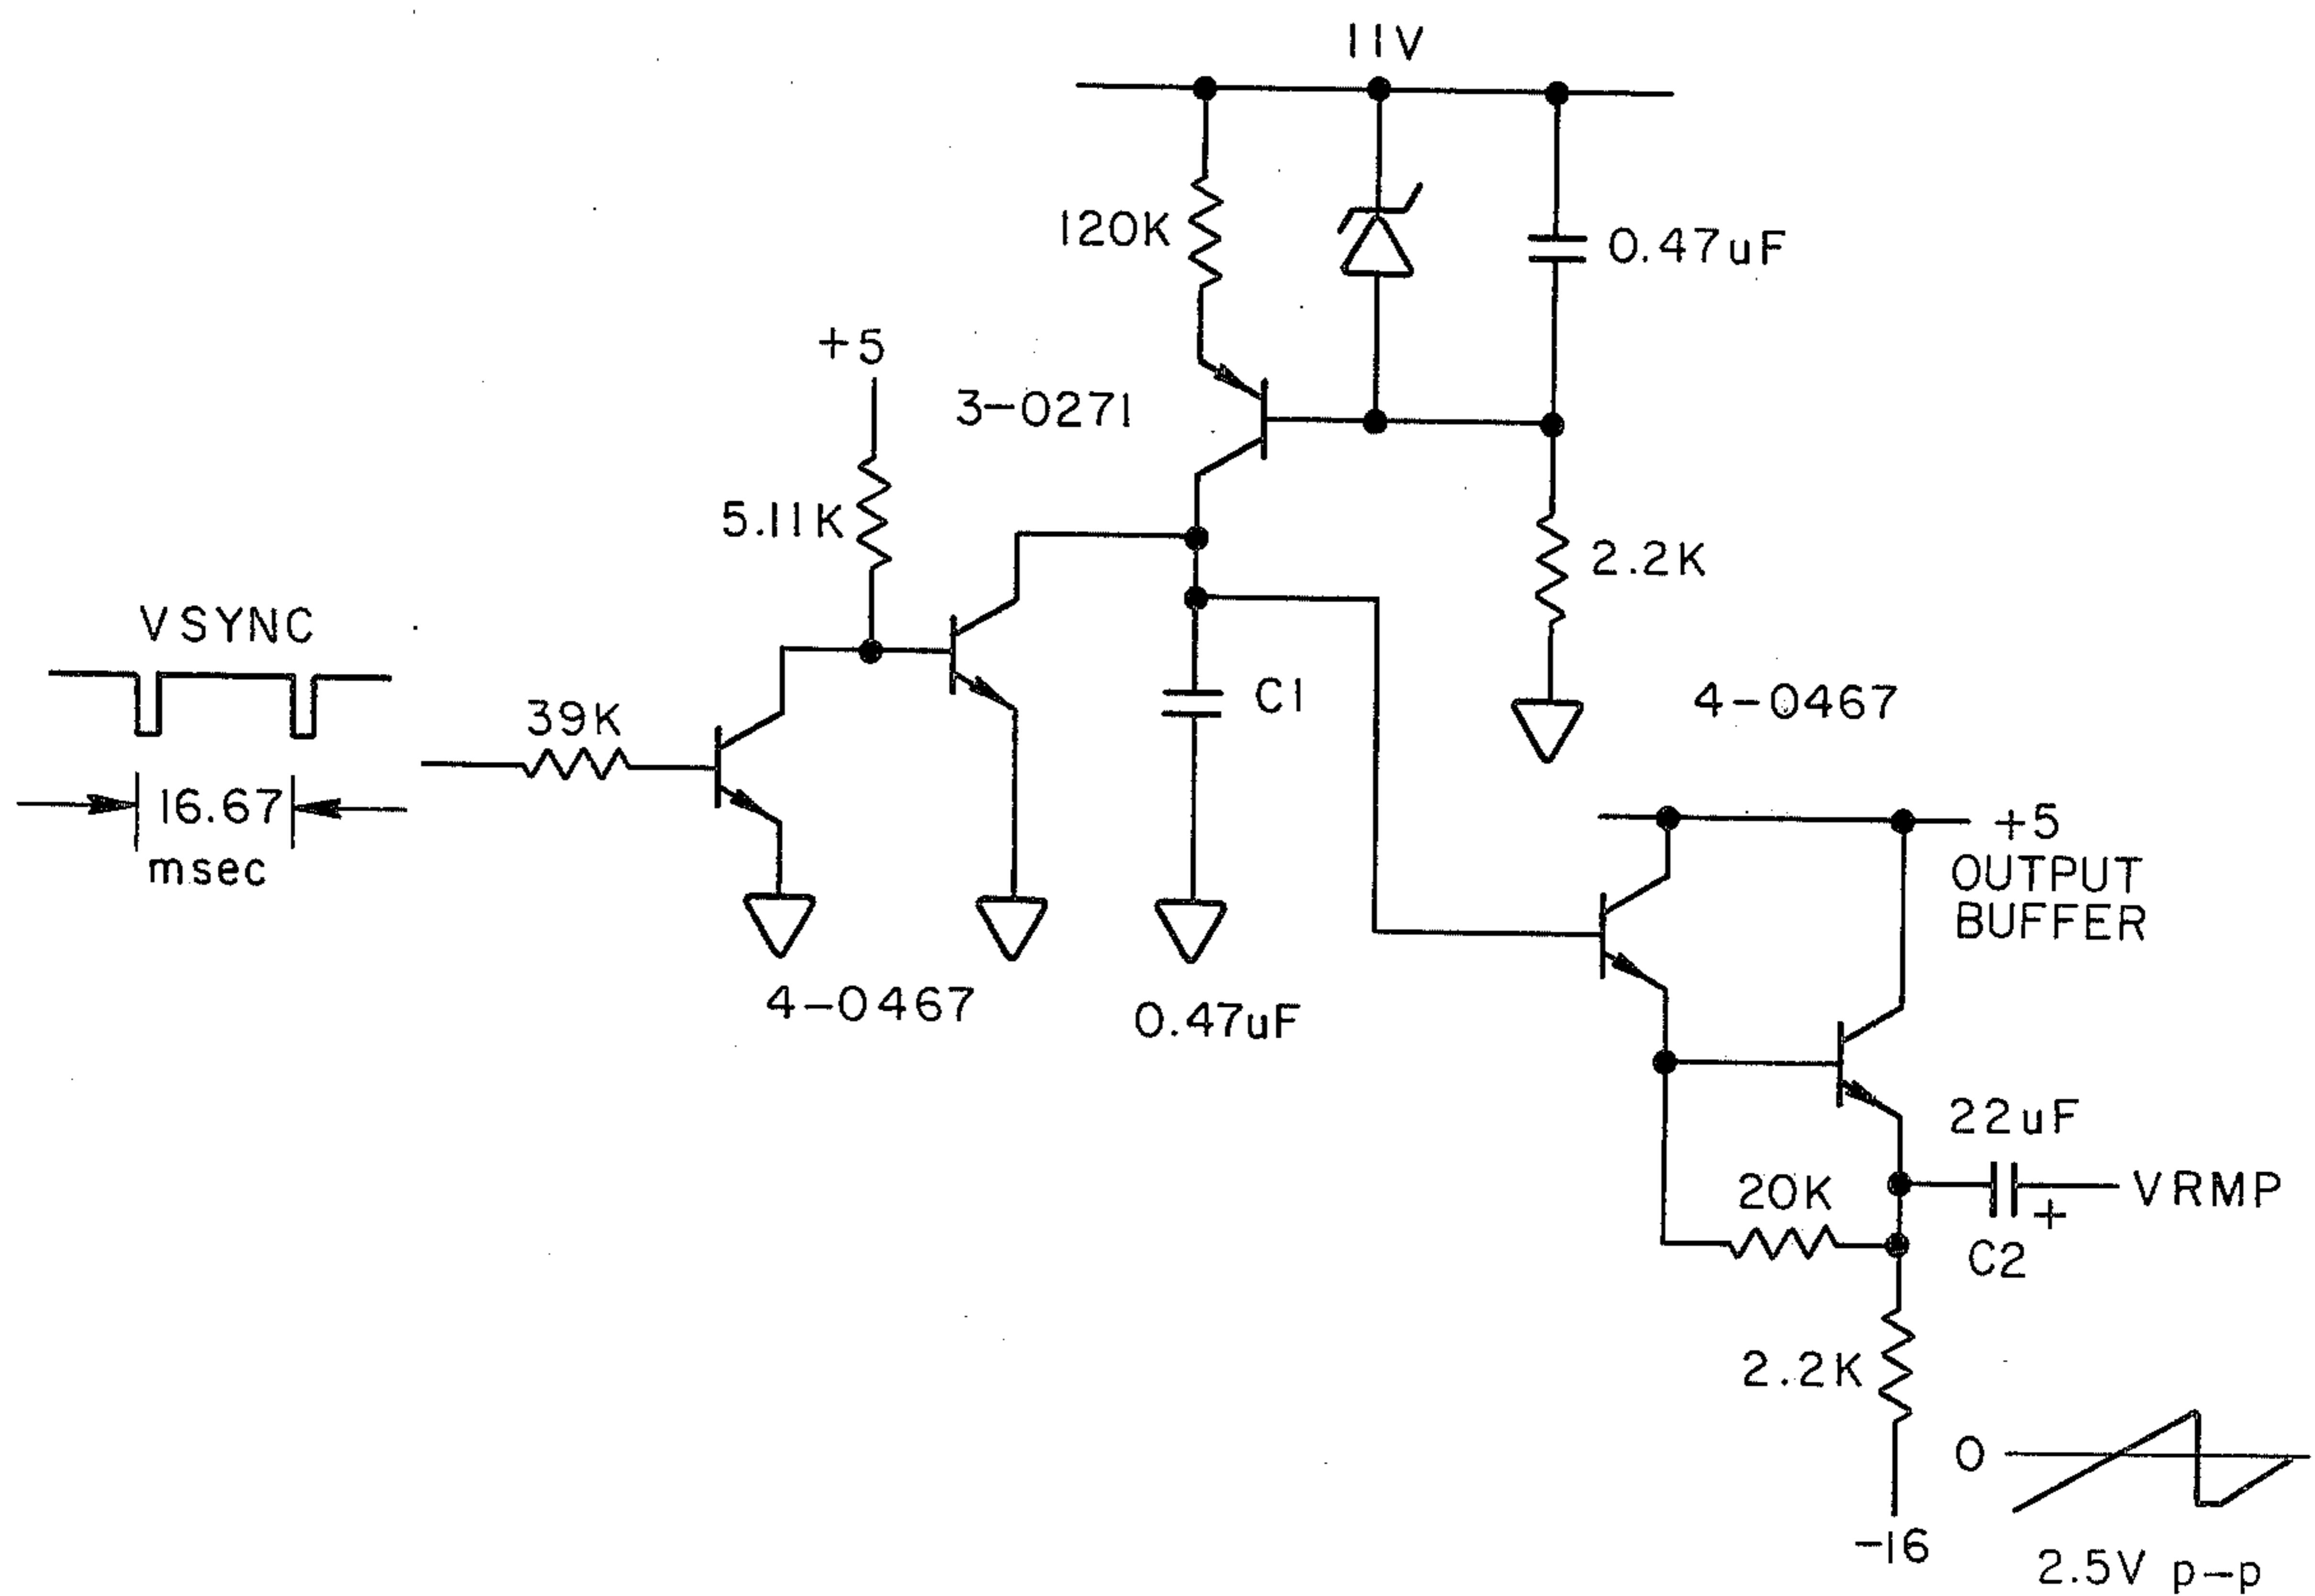 11V
120K
0.47uF
+5
3-0271
5.11K
2.2K
VSYNC
39K
C1
4-0467
16.67
msec
+5
OUTPUT
BUFFER
4-0467
0.47uF
22uF
20K
VRMP
+
C2
2.2K
0
-16
2.5V p-p